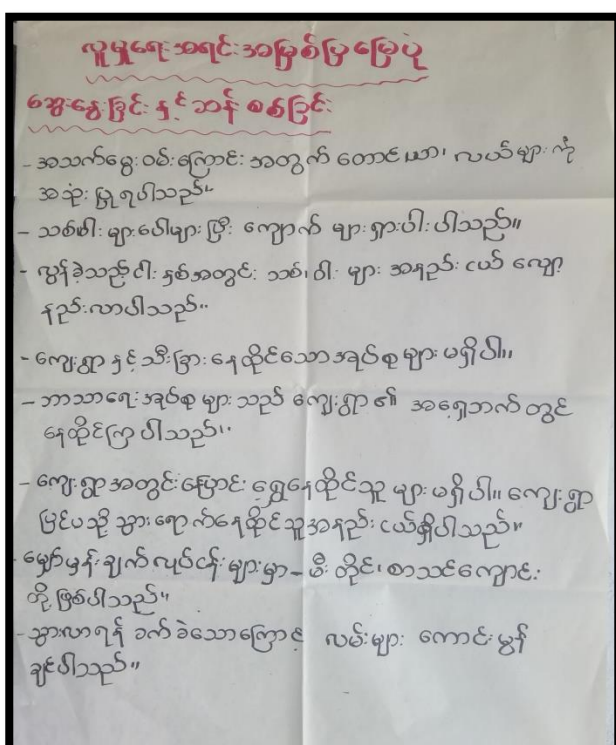 လူမှုရေးအရင်းအမြစ်ပြမြေပုံ
ဆွေးနွေးခြင်း နှင့် ဘန် စစ်ခြင်း
- အသက်မွေးဝမ်းကြောင်း အတွက် တောင်ယာ၊ လယ်များ ကို
အသုံးပြုရပါသည်။
- သစ်ဝါး များပေါများ ပြီး ကျောက် များရှားပါးပါသည်။
- လွန်ခဲ့သည့်ငါး နှစ်အတွင်း သစ်၊ ဝါး များ အနည်း ငယ် လျော့
နည်းလာပါသည်။
- ကျေးရွာ နှင့်သီးခြားနေထိုင်သောအုပ်စုများ မရှိပါ။
- ဘာသာရေးအုပ်စုများ သည် ကျေးရွာ ၏ အရှေ့ဘက် တွင်
နေထိုင်ကြပါသည်။
- ကျေးရွာအတွင်းပြောင်းရွှေ့နေထိုင်သူ များမရှိပါ။ ကျေးရွာ
ပြင်ပသို့ သွားရောက်နေထိုင်သူအနည်း ငယ်ရှိပါသည်။
- မျှော်မှန်းချက်လုပ်ငန်းများမှာ - မီး တိုင်၊ စာသင်ကျောင်း
တို့ ဖြစ်ပါသည်။
- သွားလာရန် ခက်ခဲသောကြောင့် လမ်းများ ကောင်းမွန်
ချင်ပါသည်။